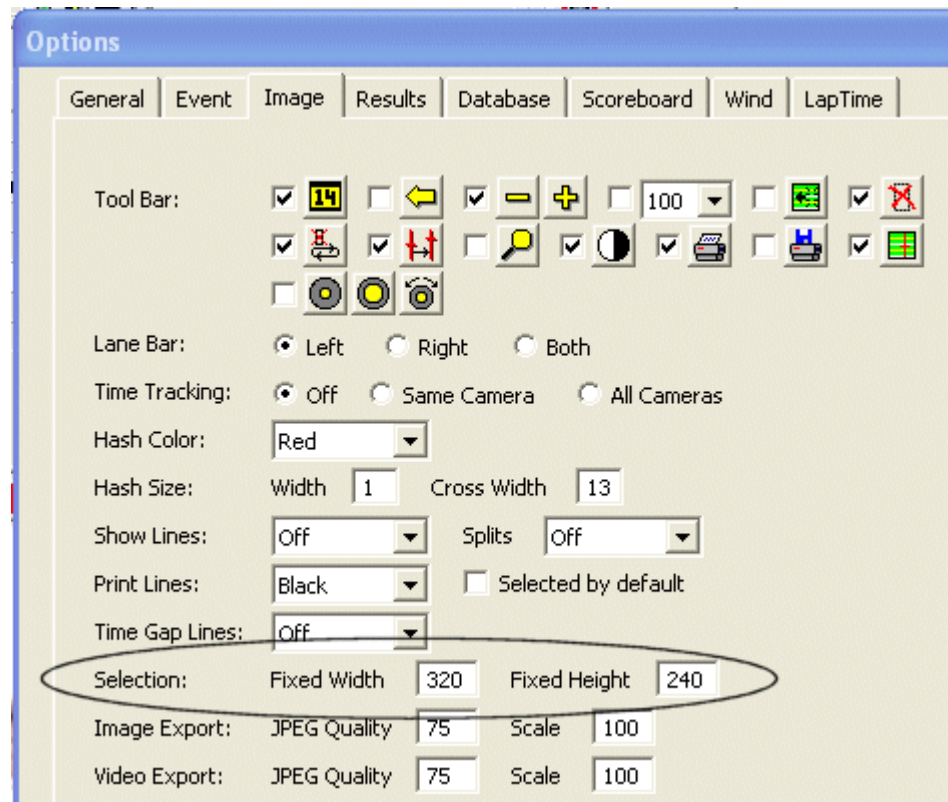 Options
General Event Image Results Database Scoreboard Wind LapTime
Tool Bar: 14 100
Lane Bar: Left Right Both
Time Tracking: Off Same Camera All Cameras
Hash Color: Red
Hash Size: Width 1 Cross Width 13
Show Lines: Off Splits Off
Print Lines: Black Selected by default
Time Gap Lines: Off
Selection: Fixed Width 320 Fixed Height 240
Image Export: JPEG Quality 75 Scale 100
Video Export: JPEG Quality 75 Scale 100